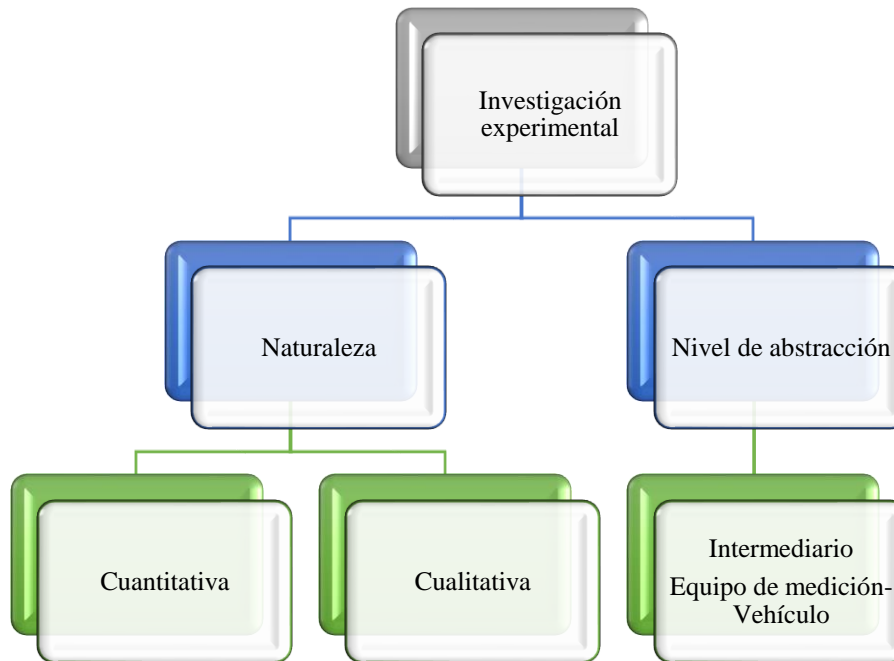 Investigación
experimental
Naturaleza
Nivel de abstracción
Cuantitativa
Cualitativa
Intermediario
Equipo de medición-
Vehículo